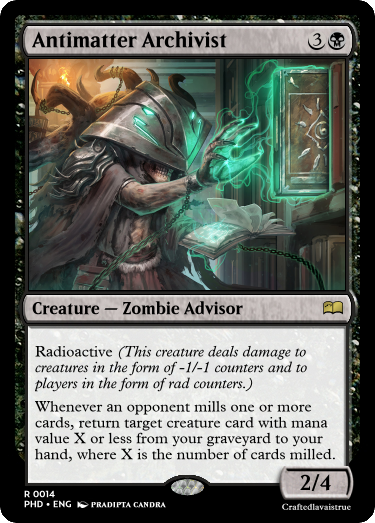 Antimatter Archivist 3
Creature — Zombie Advisor
Radioactive (This creature deals damage to
creatures in the form of -1/-1 counters and to
players in the form of rad counters.)
Whenever an opponent mills one or more
cards, return target creature card with mana
value X or less from your graveyard to your
hand, where X is the number of cards milled.
2/4
R 0014
PHD • ENG PRADIPTA CANDRA
Craftedlavaistrue